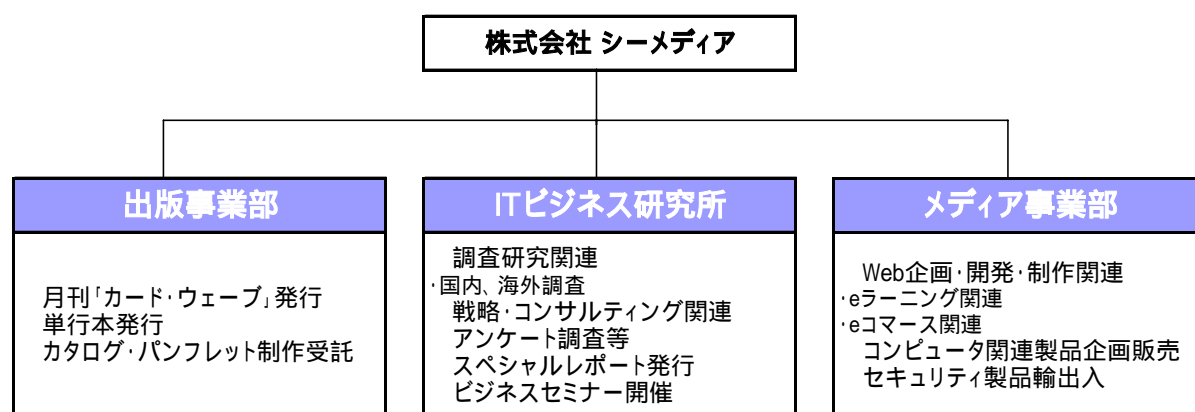 株式会社 シーメディア
出版事業部
月刊「カード・ウェーブ」発行
単行本発行
カタログ・パンフレット制作受託
ITビジネス研究所
調査研究関連
・国内、海外調査
戦略・コンサルティング関連
アンケート調査等
スペシャルレポート発行
ビジネスセミナー開催
メディア事業部
Web企画・開発・制作関連
・eラーニング関連
・eコマース関連
コンピュータ関連製品企画販売
セキュリティ製品輸出入